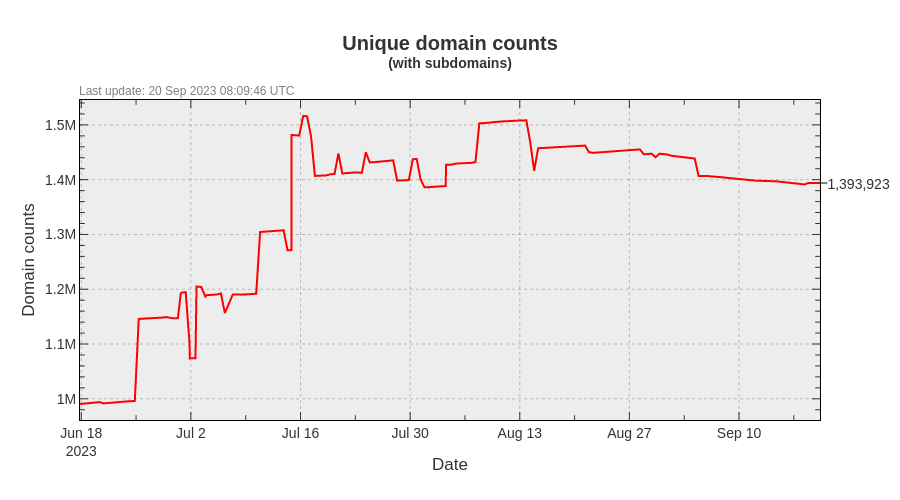 Unique domain counts
(with subdomains)
Last update: 20 Sep 2023 08:09:46 UTC
1.5M
1.4M
1,393,923
1.3M
1.2M
1.1M
1M
Domain counts
Jun 18 Jul 2 Jul 16 Jul 30 Aug 13 Aug 27 Sep 10
2023
Date